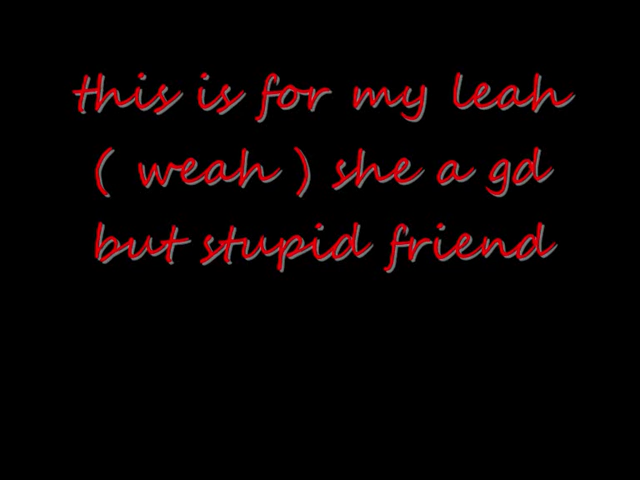 this is for my leah
( weah ) she a gd
but stupid friend